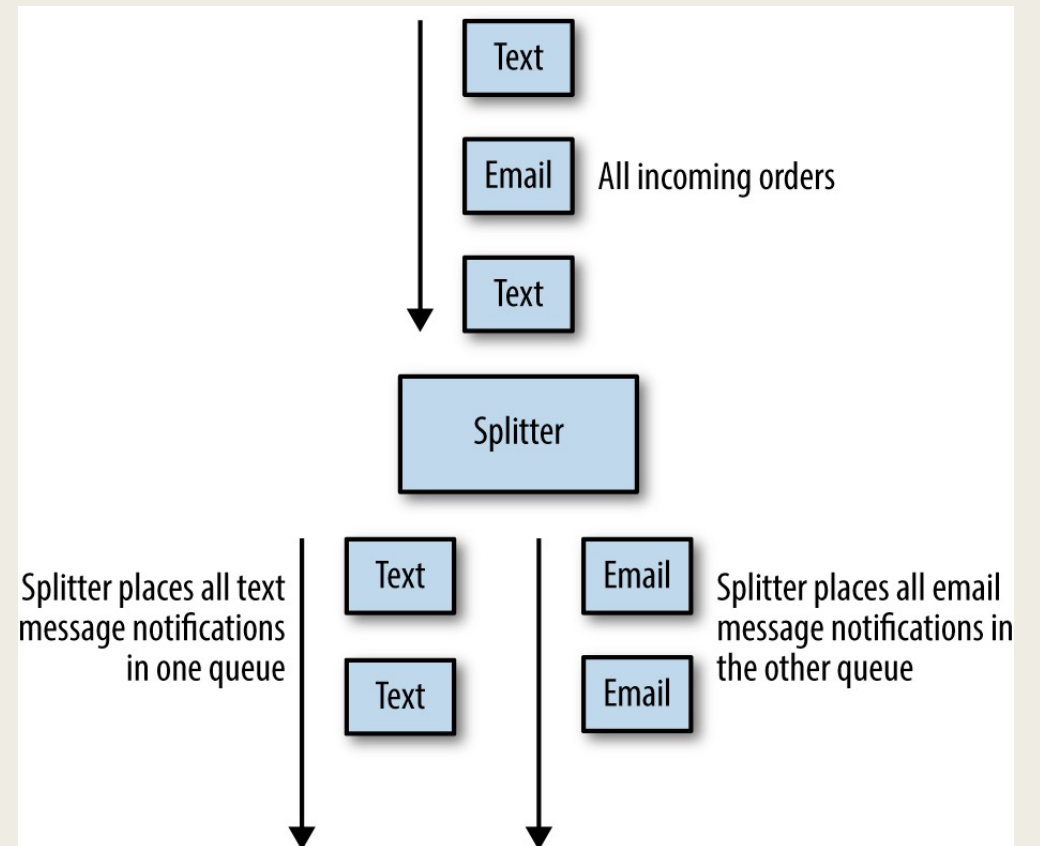 Text
Email
All incoming orders
Text
Splitter
Splitter places all text
message notifications
in one queue
Text
Text
Email
Email
Splitter places all email
message notifications in
the other queue